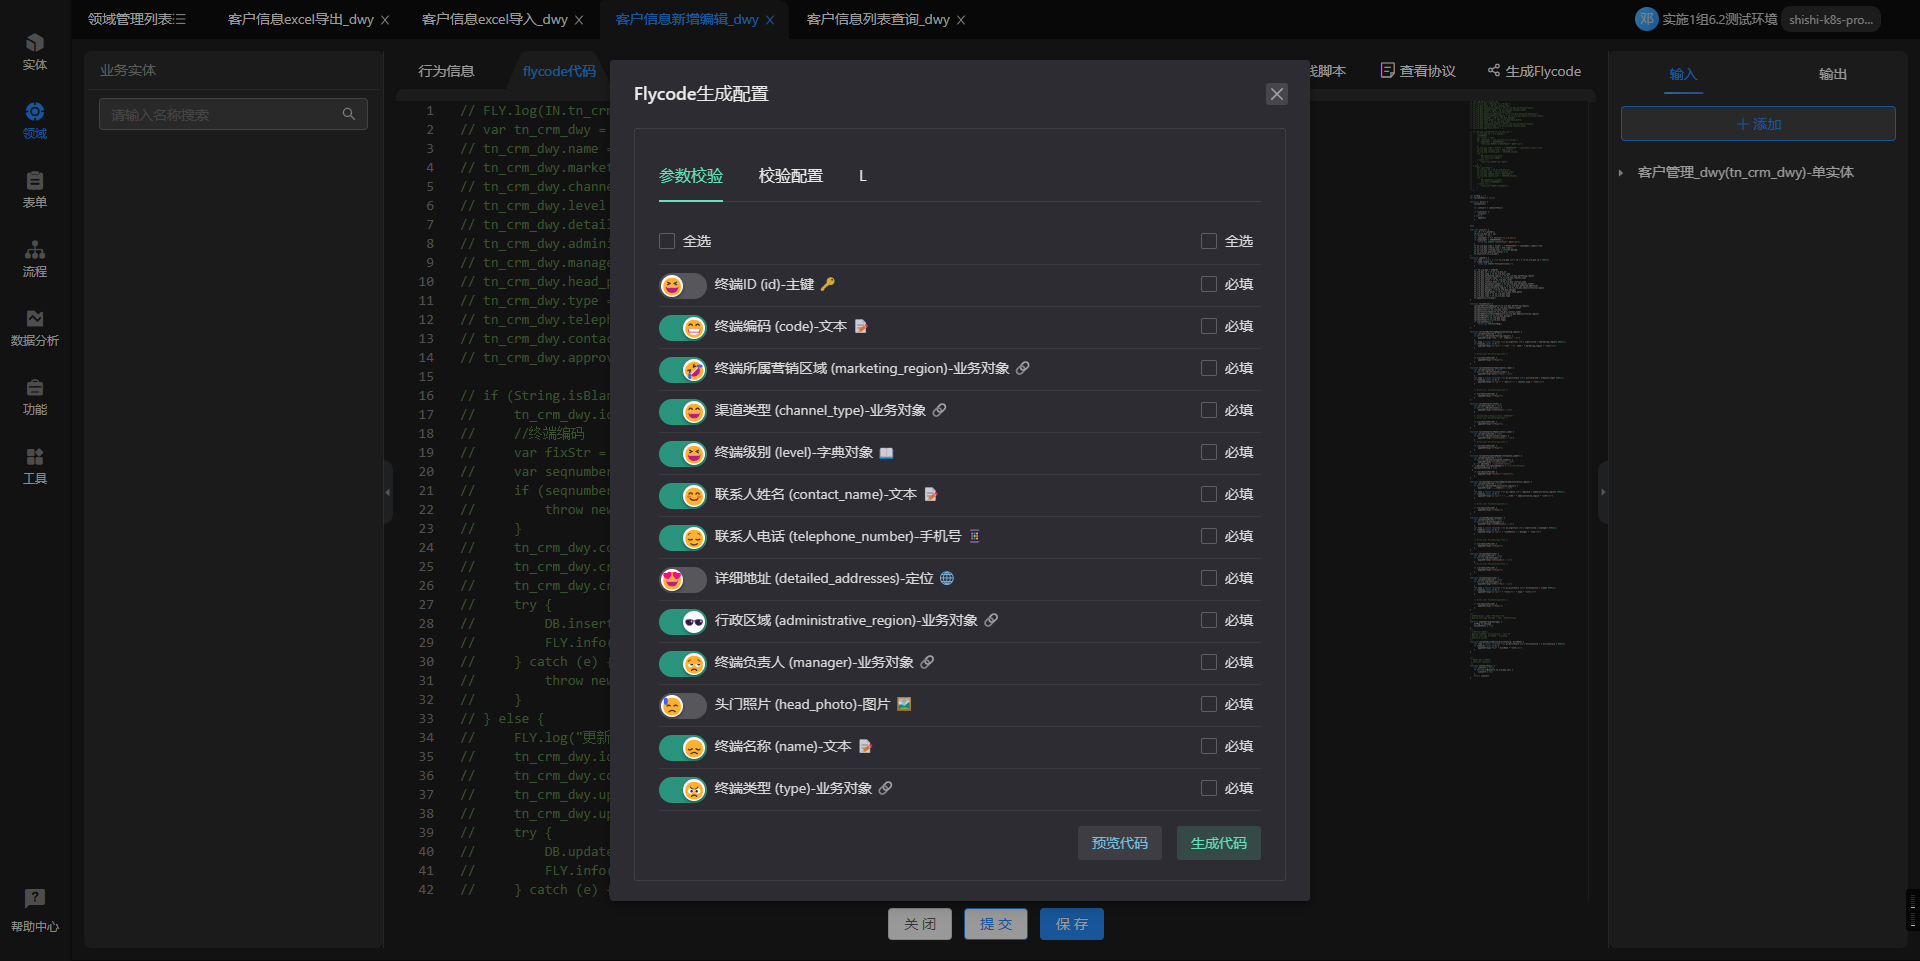 领域管理列表
客户信息excel导出_dwy
客户信息excel导入_dwy
客户信息新增编辑_dwy
客户信息列表查询_dwy
邓
实施1组6.2测试环境
shishi-k8s-pro...
实体
领域
表单
流程
数据分析
功能
工具
帮助中心
业务实体
请输入名称搜索
行为信息
flycode代码
线脚本
查看协议
生成Flycode
1 // FLY.log(IN.tn_crm
2 // var tn_crm_dwy =
3 // tn_crm_dwy.name =
4 // tn_crm_dwy.market
5 // tn_crm_dwy.channe
6 // tn_crm_dwy.level
7 // tn_crm_dwy.detail
8 // tn_crm_dwy.admini
9 // tn_crm_dwy.manage
10 // tn_crm_dwy.head_p
11 // tn_crm_dwy.type =
12 // tn_crm_dwy.teleph
13 // tn_crm_dwy.contac
14 // tn_crm_dwy.approv
15
16 // if (String.isBlan
17 // tn_crm_dwy.id
18 // //终端编码
19 // var fixStr =
20 // var seqnumber
21 // if (seqnumber
22 // throw new
23 // }
24 // tn_crm_dwy.co
25 // tn_crm_dwy.cr
26 // tn_crm_dwy.cr
27 // try {
28 // DB.insert
29 // FLY.info(
30 // } catch (e) {
31 // throw new
32 // }
33 // } else {
34 // FLY.log("更新
35 // tn_crm_dwy.id
36 // tn_crm_dwy.co
37 // tn_crm_dwy.up
38 // tn_crm_dwy.up
39 // try {
40 // DB.update
41 // FLY.info(
42 // } catch (e) {
Flycode生成配置
参数校验
校验配置
L
全选
全选
终端ID (id)-主键
必填
终端编码 (code)-文本
必填
终端所属营销区域 (marketing_region)-业务对象
必填
渠道类型 (channel_type)-业务对象
必填
终端级别 (level)-字典对象
必填
联系人姓名 (contact_name)-文本
必填
联系人电话 (telephone_number)-手机号
必填
详细地址 (detailed_addresses)-定位
必填
行政区域 (administrative_region)-业务对象
必填
终端负责人 (manager)-业务对象
必填
头门照片 (head_photo)-图片
必填
终端名称 (name)-文本
必填
终端类型 (type)-业务对象
必填
预览代码
生成代码
关 闭
提 交
保 存
输入
输出
添加
客户管理_dwy(tn_crm_dwy)-单实体